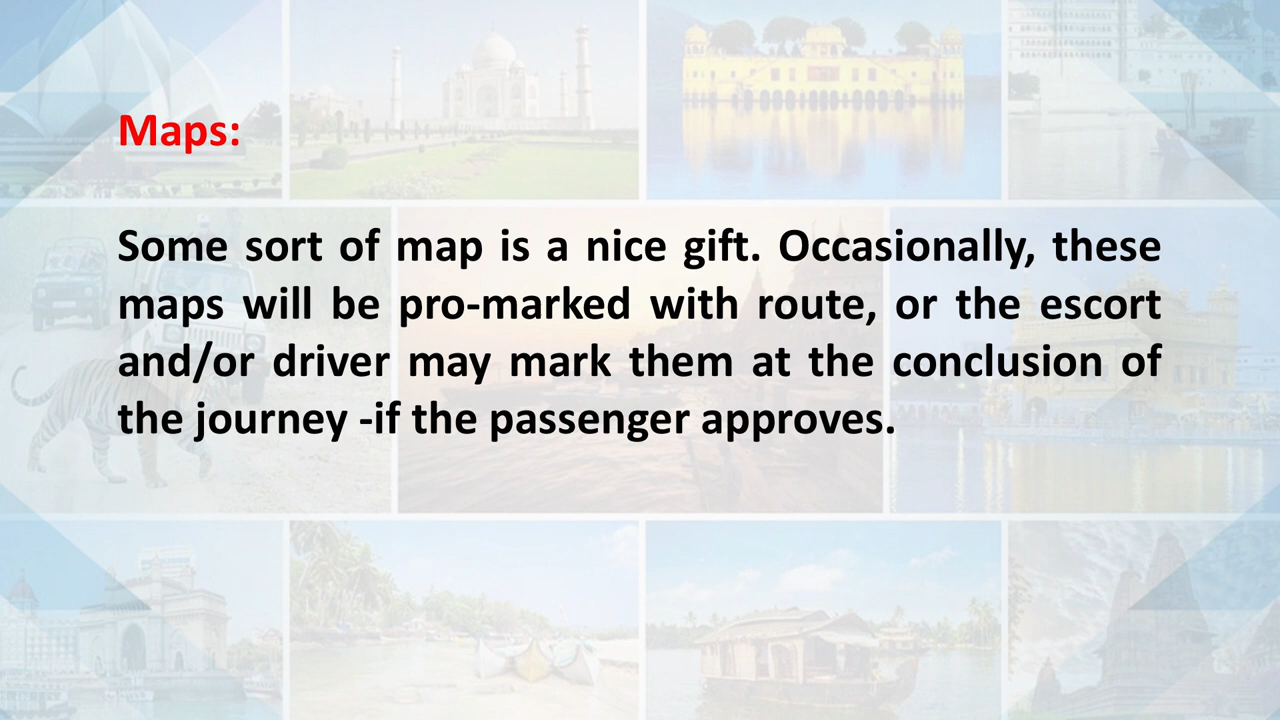 Maps:
Some sort of map is a nice gift. Occasionally, these
maps will be pro-marked with route, or the escort
and/or driver may mark them at the conclusion of
the journey -if the passenger approves.